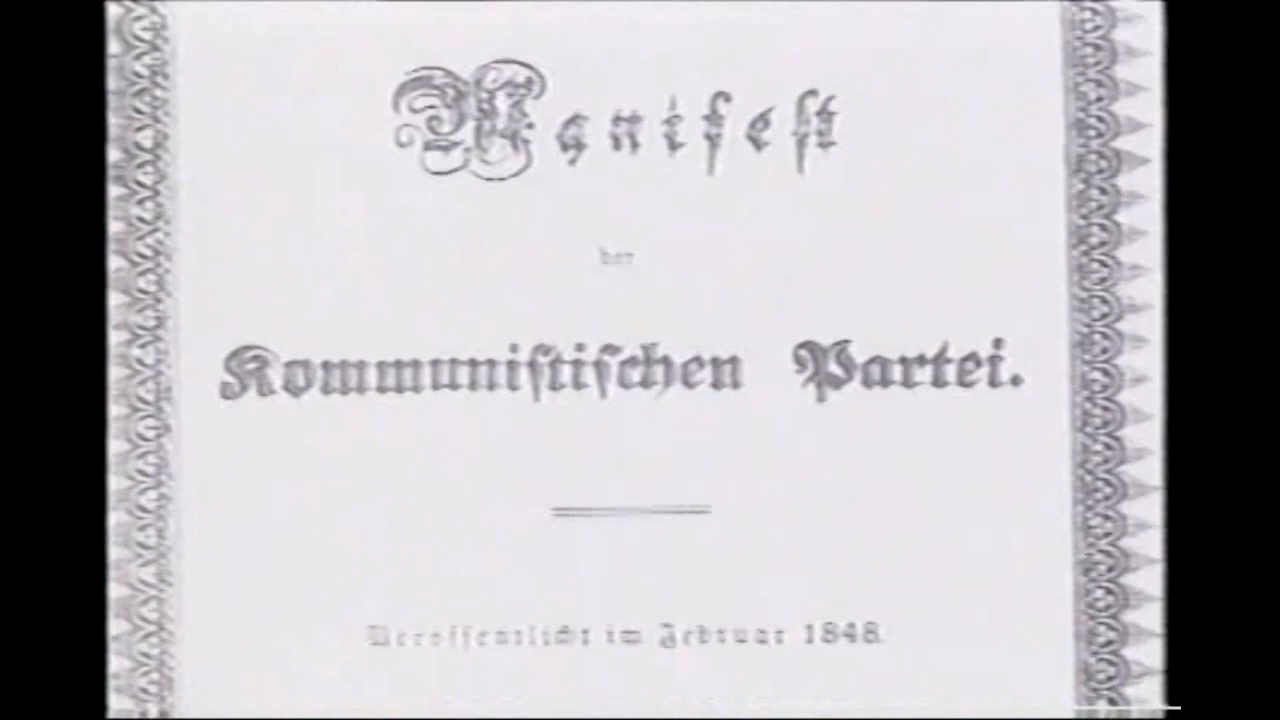 Manifest
der
Kommunistischen Partei.
Veröffentlicht im Februar 1848.